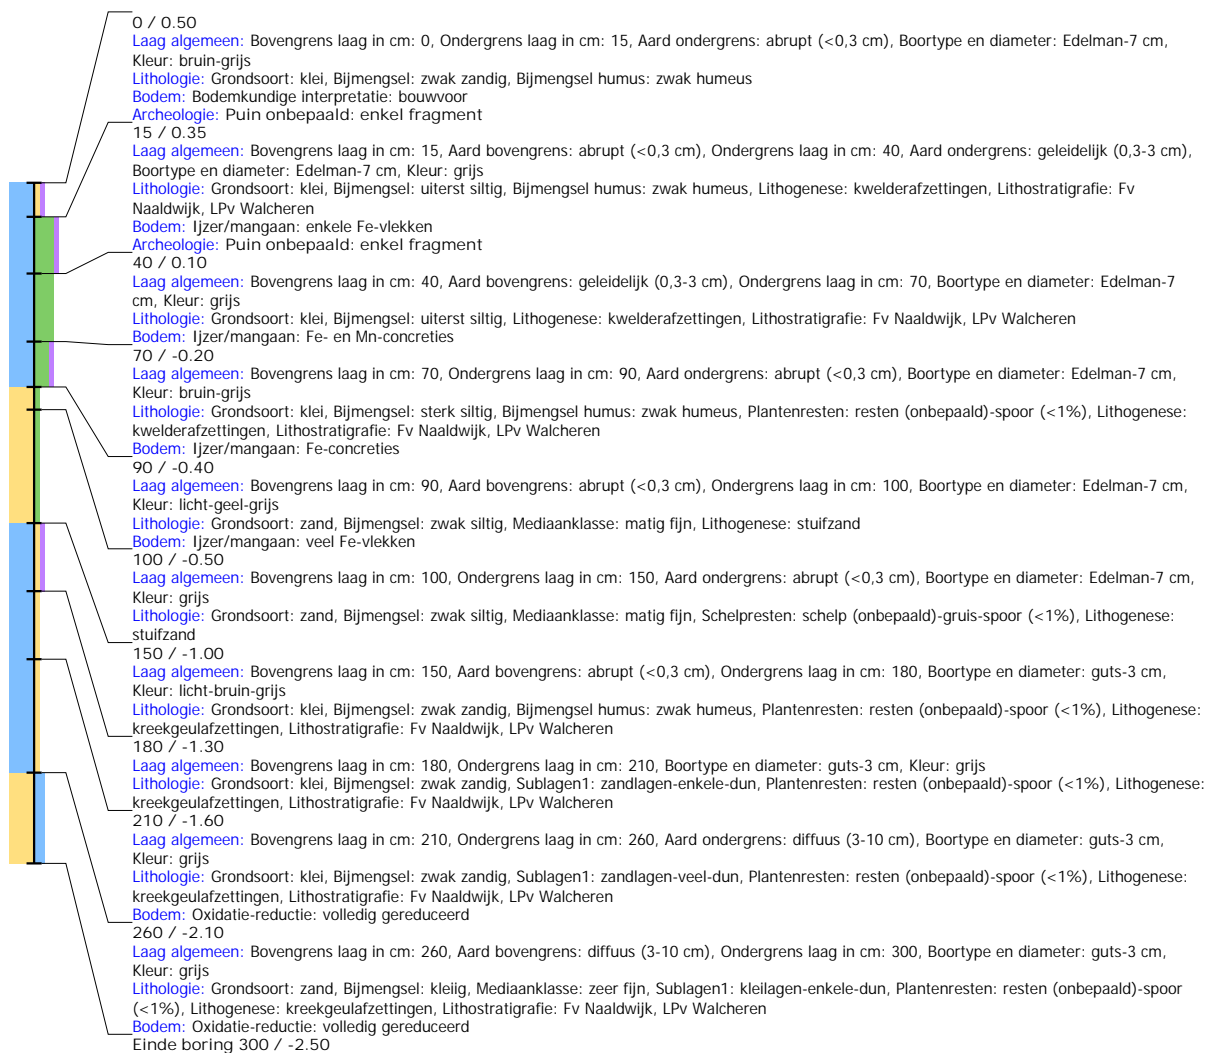 0 / 0.50
Laag algemeen: Bovengrens laag in cm: 0, Ondergrens laag in cm: 15, Aard ondergrens: abrupt (<0,3 cm), Boortype en diameter: Edelman-7 cm,
Kleur: bruin-grijs
Lithologie: Grondsoort: klei, Bijmengsel: zwak zandig, Bijmengsel humus: zwak humeus
Bodem: Bodemkundige interpretatie: bouwvoor
Archeologie: Puin onbepaald: enkel fragment
15 / 0.35
Laag algemeen: Bovengrens laag in cm: 15, Aard bovengrens: abrupt (<0,3 cm), Ondergrens laag in cm: 40, Aard ondergrens: geleidelijk (0,3-3 cm),
Boortype en diameter: Edelman-7 cm, Kleur: grijs
Lithologie: Grondsoort: klei, Bijmengsel: uiterst siltig, Bijmengsel humus: zwak humeus, Lithogenese: kwelderafzettingen, Lithostratigrafie: Fv
Naaldwijk, LPv Walcheren
Bodem: Ijzer/mangaan: enkele Fe-vlekken
Archeologie: Puin onbepaald: enkel fragment
40 / 0.10
Laag algemeen: Bovengrens laag in cm: 40, Aard bovengrens: geleidelijk (0,3-3 cm), Ondergrens laag in cm: 70, Boortype en diameter: Edelman-7
cm, Kleur: grijs
Lithologie: Grondsoort: klei, Bijmengsel: uiterst siltig, Lithogenese: kwelderafzettingen, Lithostratigrafie: Fv Naaldwijk, LPv Walcheren
Bodem: Ijzer/mangaan: Fe- en Mn-concreties
70 / -0.20
Laag algemeen: Bovengrens laag in cm: 70, Ondergrens laag in cm: 90, Aard ondergrens: abrupt (<0,3 cm), Boortype en diameter: Edelman-7 cm,
Kleur: bruin-grijs
Lithologie: Grondsoort: klei, Bijmengsel: sterk siltig, Bijmengsel humus: zwak humeus, Plantenresten: resten (onbepaald)-spoor (<1%), Lithogenese:
kwelderafzettingen, Lithostratigrafie: Fv Naaldwijk, LPv Walcheren
Bodem: Ijzer/mangaan: Fe-concreties
90 / -0.40
Laag algemeen: Bovengrens laag in cm: 90, Aard bovengrens: abrupt (<0,3 cm), Ondergrens laag in cm: 100, Boortype en diameter: Edelman-7 cm,
Kleur: licht-geel-grijs
Lithologie: Grondsoort: zand, Bijmengsel: zwak siltig, Mediaanklasse: matig fijn, Lithogenese: stuifzand
Bodem: Ijzer/mangaan: veel Fe-vlekken
100 / -0.50
Laag algemeen: Bovengrens laag in cm: 100, Ondergrens laag in cm: 150, Aard ondergrens: abrupt (<0,3 cm), Boortype en diameter: Edelman-7 cm,
Kleur: grijs
Lithologie: Grondsoort: zand, Bijmengsel: zwak siltig, Mediaanklasse: matig fijn, Schelpresten: schelp (onbepaald)-gruis-spoor (<1%), Lithogenese:
stuifzand
150 / -1.00
Laag algemeen: Bovengrens laag in cm: 150, Aard bovengrens: abrupt (<0,3 cm), Ondergrens laag in cm: 180, Boortype en diameter: guts-3 cm,
Kleur: licht-bruin-grijs
Lithologie: Grondsoort: klei, Bijmengsel: zwak zandig, Bijmengsel humus: zwak humeus, Plantenresten: resten (onbepaald)-spoor (<1%), Lithogenese:
kreekgeulafzettingen, Lithostratigrafie: Fv Naaldwijk, LPv Walcheren
180 / -1.30
Laag algemeen: Bovengrens laag in cm: 180, Ondergrens laag in cm: 210, Boortype en diameter: guts-3 cm, Kleur: grijs
Lithologie: Grondsoort: klei, Bijmengsel: zwak zandig, Sublagen1: zandlagen-enkele-dun, Plantenresten: resten (onbepaald)-spoor (<1%), Lithogenese:
kreekgeulafzettingen, Lithostratigrafie: Fv Naaldwijk, LPv Walcheren
210 / -1.60
Laag algemeen: Bovengrens laag in cm: 210, Ondergrens laag in cm: 260, Aard ondergrens: diffuus (3-10 cm), Boortype en diameter: guts-3 cm,
Kleur: grijs
Lithologie: Grondsoort: klei, Bijmengsel: zwak zandig, Sublagen1: zandlagen-veel-dun, Plantenresten: resten (onbepaald)-spoor (<1%), Lithogenese:
kreekgeulafzettingen, Lithostratigrafie: Fv Naaldwijk, LPv Walcheren
Bodem: Oxidatie-reductie: volledig gereduceerd
260 / -2.10
Laag algemeen: Bovengrens laag in cm: 260, Aard bovengrens: diffuus (3-10 cm), Ondergrens laag in cm: 300, Boortype en diameter: guts-3 cm,
Kleur: grijs
Lithologie: Grondsoort: zand, Bijmengsel: kleiig, Mediaanklasse: zeer fijn, Sublagen1: kleilagen-enkele-dun, Plantenresten: resten (onbepaald)-spoor
(<1%), Lithogenese: kreekgeulafzettingen, Lithostratigrafie: Fv Naaldwijk, LPv Walcheren
Bodem: Oxidatie-reductie: volledig gereduceerd
Einde boring 300 / -2.50